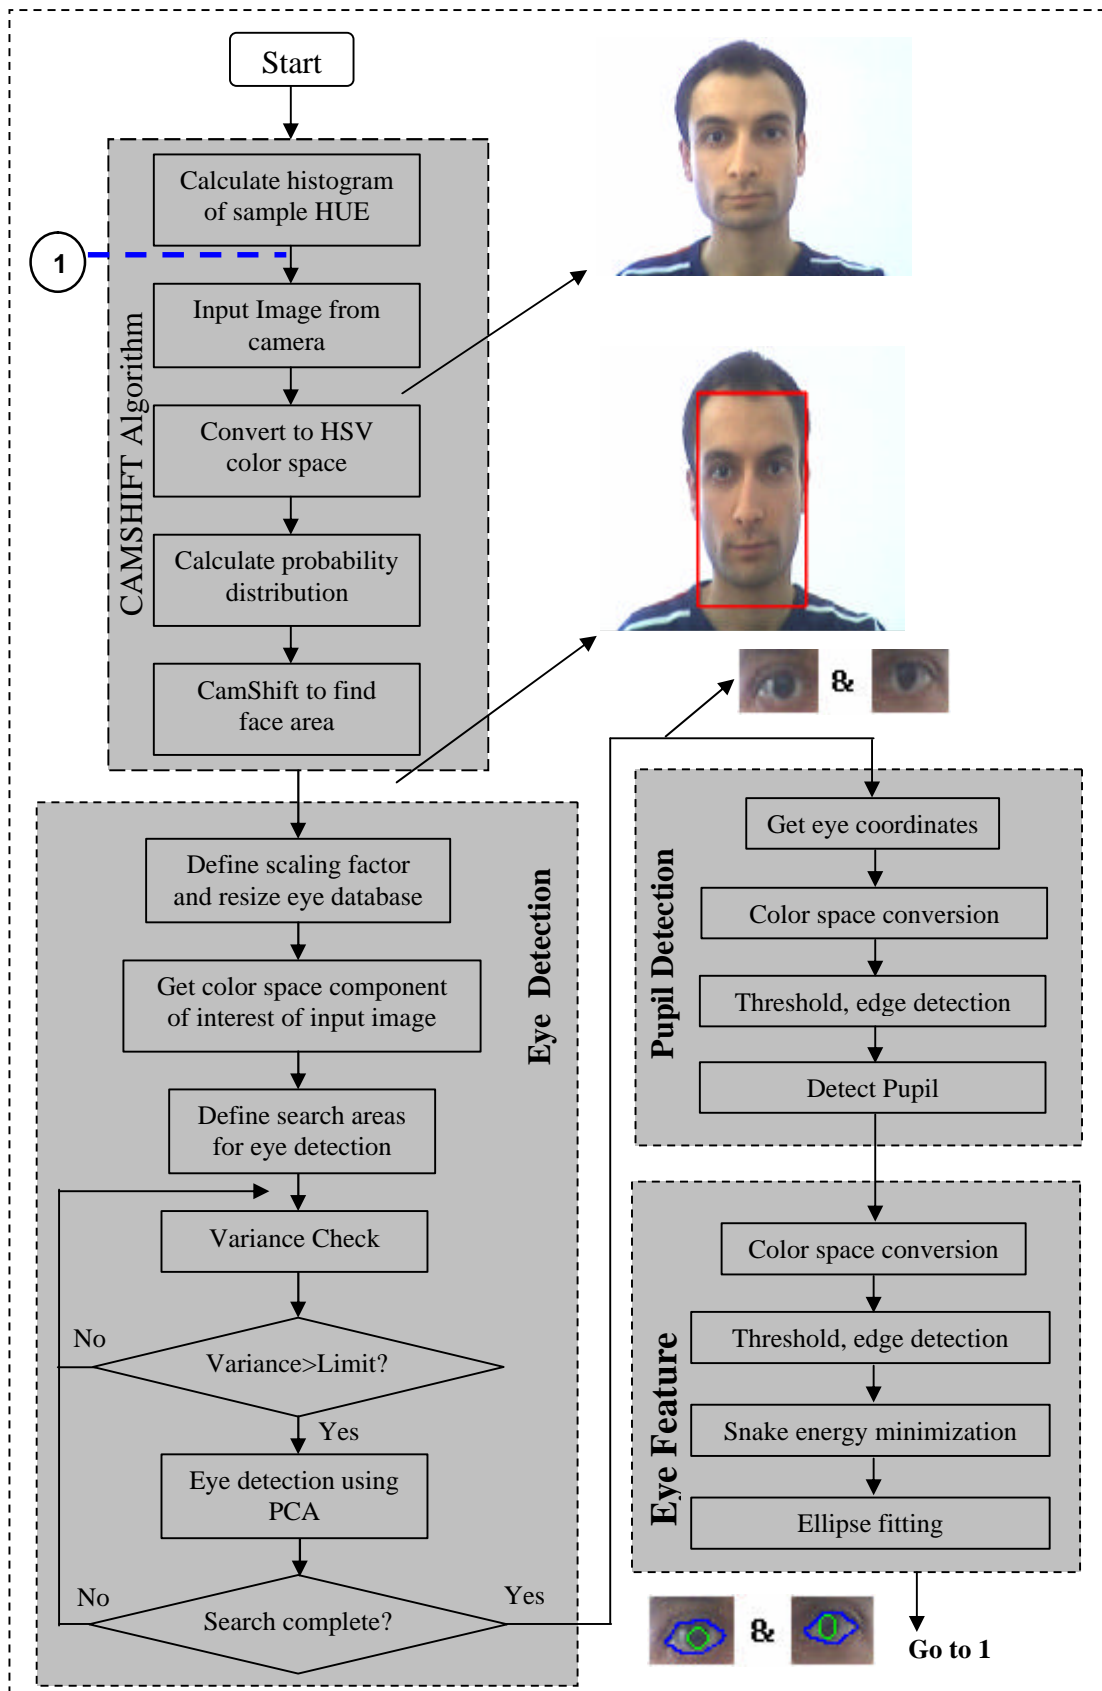 Start
Calculate histogram
of sample HUE
1
Input Image from
camera
Convert to HSV
color space
Calculate probability
distribution
CamShift to find
face area
CAMSHIFT Algorithm
Define scaling factor
and resize eye database
Get color space component
of interest of input image
Define search areas
for eye detection
Variance Check
No
Variance>Limit?
Yes
Eye detection using
PCA
No
Search complete?
Yes
Eye Detection
&
Get eye coordinates
Color space conversion
Threshold, edge detection
Detect Pupil
Pupil Detection
Color space conversion
Threshold, edge detection
Snake energy minimization
Ellipse fitting
Eye Feature
&
Go to 1